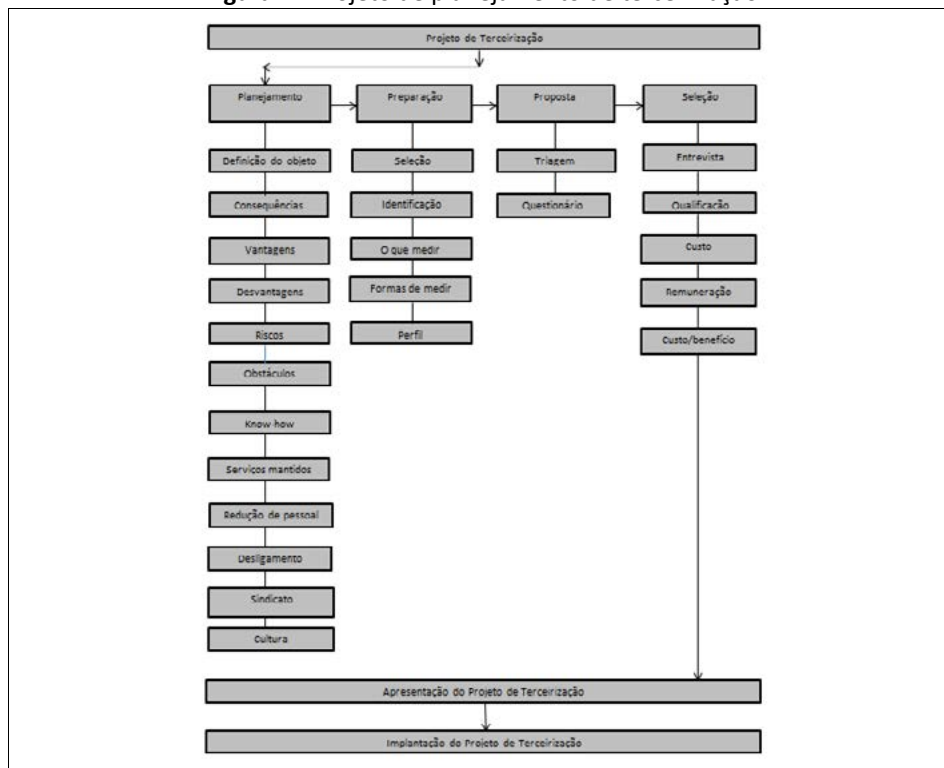 Projeto de Terceirização
Planejamento
Preparação
Proposta
Seleção
Definição do objeto
Consequências
Vantagens
Desvantagens
Riscos
Obstáculos
Know-how
Serviços mantidos
Redução de pessoal
Desligamento
Sindicato
Cultura
Seleção
Identificação
O que medir
Formas de medir
Perfil
Triagem
Questionário
Entrevista
Qualificação
Custo
Remuneração
Custo/benefício
Apresentação do Projeto de Terceirização
Implantação do Projeto de Terceirização